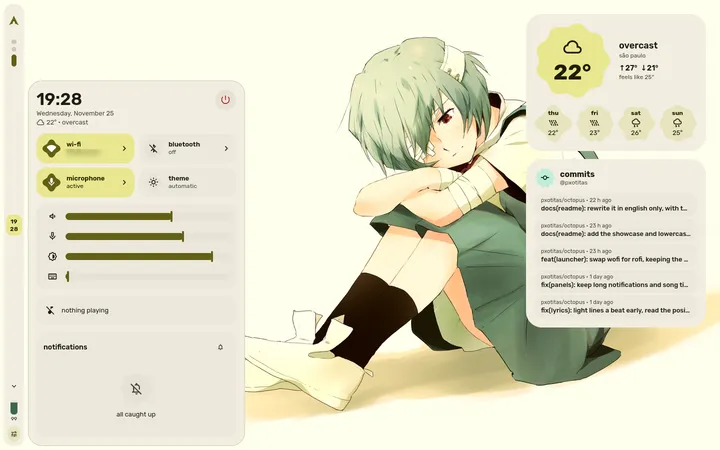 19:28
Wednesday, November 25
22° • overcast
wi-fi
bluetooth
off
microphone
active
theme
automatic
nothing playing
notifications
all caught up
19
28
22°
overcast
são paulo
↑27° ↓21°
feels like 25°
thu
fri
sat
sun
22°
23°
26°
25°
commits
@pxotitas
pxotitas/octopus • 22 h ago
docs(readme): rewrite it in english only, with t...
pxotitas/octopus • 23 h ago
docs(readme): add the showcase and lowercas...
pxotitas/octopus • 23 h ago
feat(launcher): swap wofi for rofi, keeping the ...
pxotitas/octopus • 1 day ago
fix(panels): keep long notifications and song ti...
pxotitas/octopus • 1 day ago
fix(lyrics): light lines a beat early, read the posi...